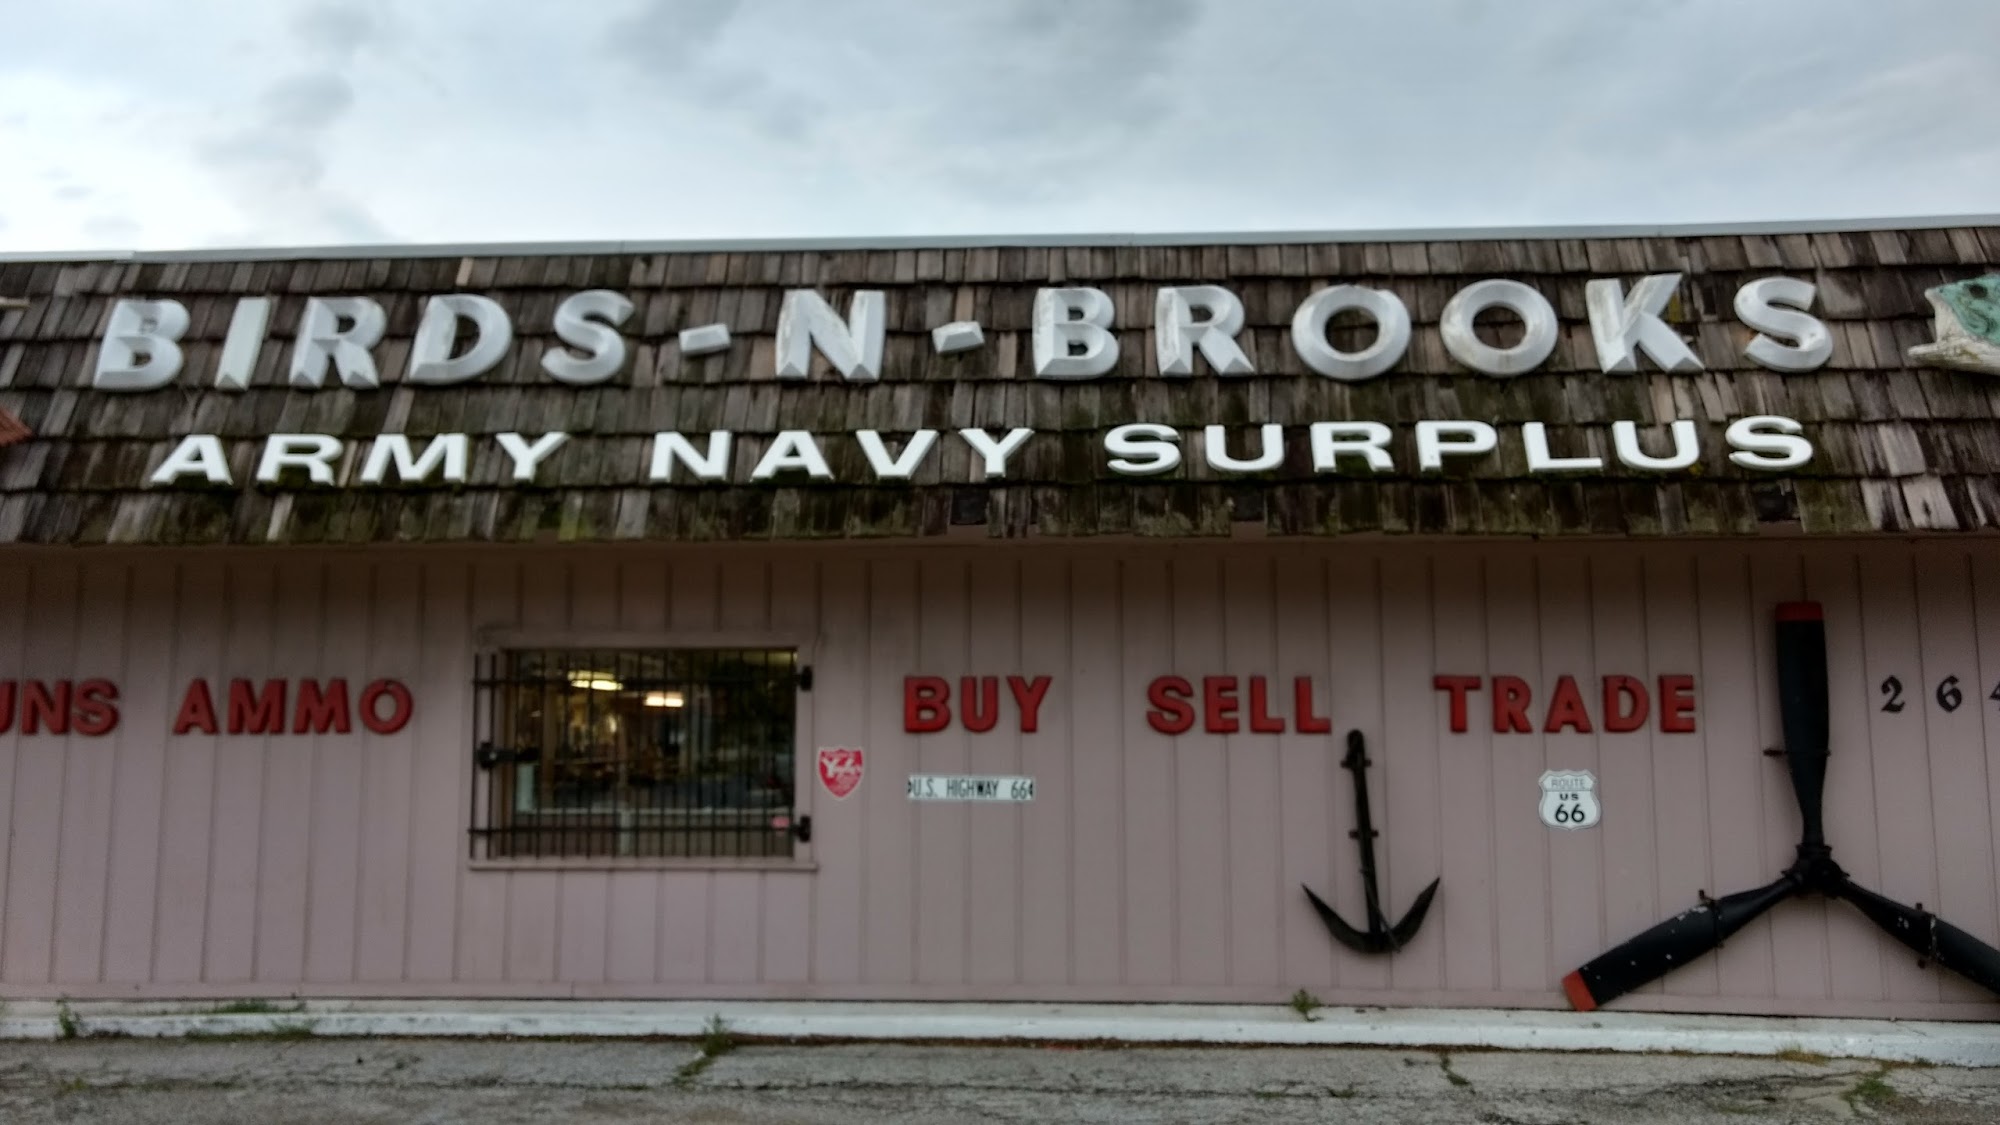 BIRDS-N-BROOKS
ARMY NAVY SURPLUS
UNS AMMO
BUY SELL TRADE
264
U.S. HIGHWAY 66
ROUTE
US
66